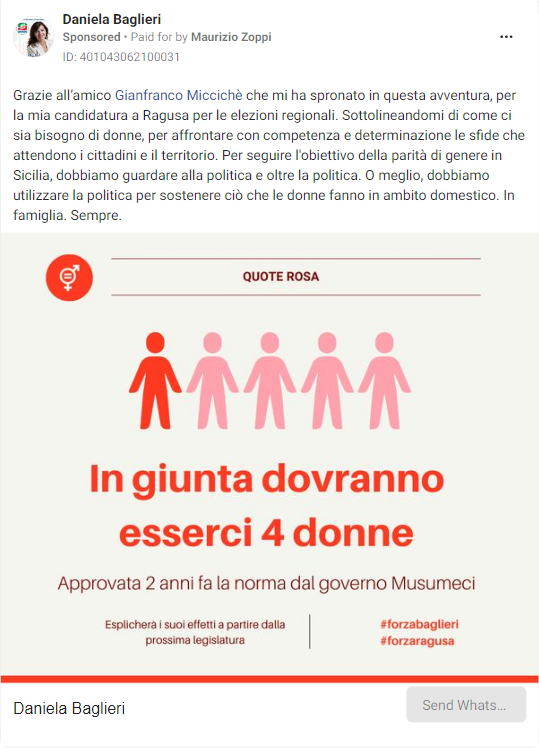 Daniela Baglieri
Sponsored • Paid for by Maurizio Zoppi
ID: 401043062100031
Grazie all'amico Gianfranco Miccichè che mi ha spronato in questa avventura, per
la mia candidatura a Ragusa per le elezioni regionali. Sottolineandomi di come ci
sia bisogno di donne, per affrontare con competenza e determinazione le sfide che
attendono i cittadini e il territorio. Per seguire l'obiettivo della parità di genere in
Sicilia, dobbiamo guardare alla politica e oltre la politica. O meglio, dobbiamo
utilizzare la politica per sostenere ciò che le donne fanno in ambito domestico. In
famiglia. Sempre.
QUOTE ROSA
In giunta dovranno
esserci 4 donne
Approvata 2 anni fa la norma dal governo Musumeci
Esplicherà i suoi effetti a partire dalla
prossima legislatura
#forzabaglieri
#forzaragusa
Daniela Baglieri
Send Whats...